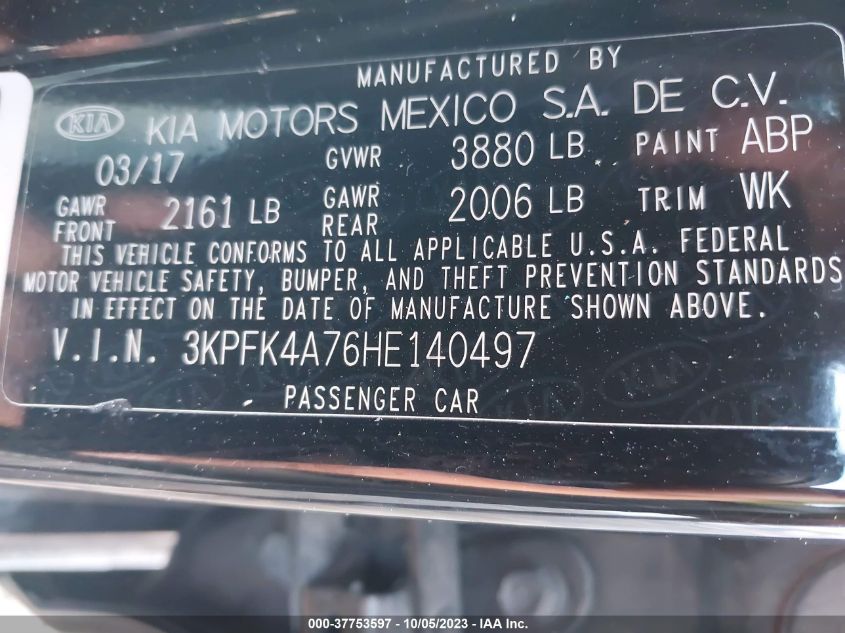 MANUFACTURED BY
KIA KIA MOTORS MEXICO S.A. DE C.V.
03/17 GVWR 3880 LB PAINT ABP
GAWR FRONT 2161 LB GAWR REAR 2006 LB TRIM WK
THIS VEHICLE CONFORMS TO ALL APPLICABLE U.S.A. FEDERAL
MOTOR VEHICLE SAFETY, BUMPER, AND THEFT PREVENTION STANDARDS
IN EFFECT ON THE DATE OF MANUFACTURE SHOWN ABOVE.
V.I.N. 3KPFK4A76HE140497
PASSENGER CAR
000-37753597 - 10/05/2023 - IAA Inc.